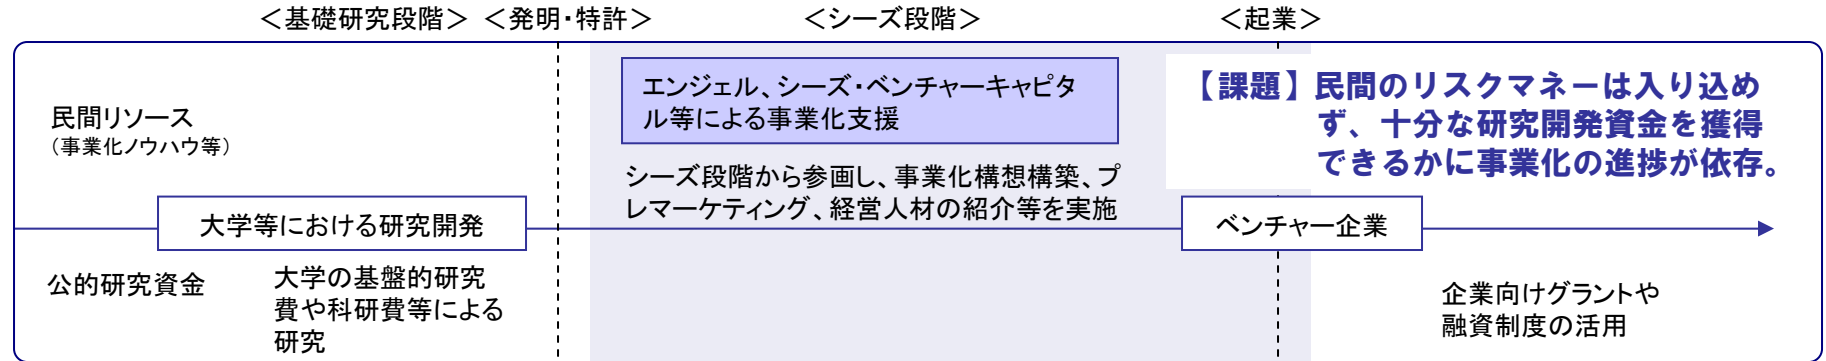 ＜基礎研究段階＞ ＜発明・特許＞ ＜シーズ段階＞ ＜起業＞
民間リソース
（事業化ノウハウ等）
エンジェル、シーズ・ベンチャーキャピタ
ル等による事業化支援
シーズ段階から参画し、事業化構想構築、プ
レマーケティング、経営人材の紹介等を実施
【課題】民間のリスクマネーは入り込め
ず、十分な研究開発資金を獲得
できるかに事業化の進捗が依存。
大学等における研究開発
ベンチャー企業
公的研究資金
大学の基盤的研究
費や科研費等による
研究
企業向けグラントや
融資制度の活用